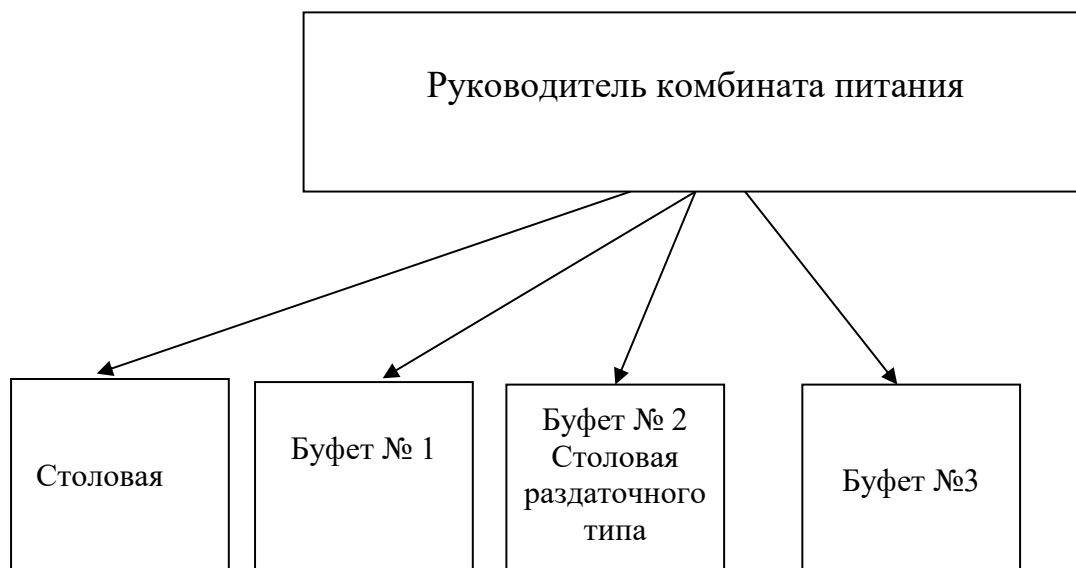 Руководитель комбината питания
Столовая
Буфет № 1
Буфет № 2
Столовая
раздаточного
типа
Буфет №3